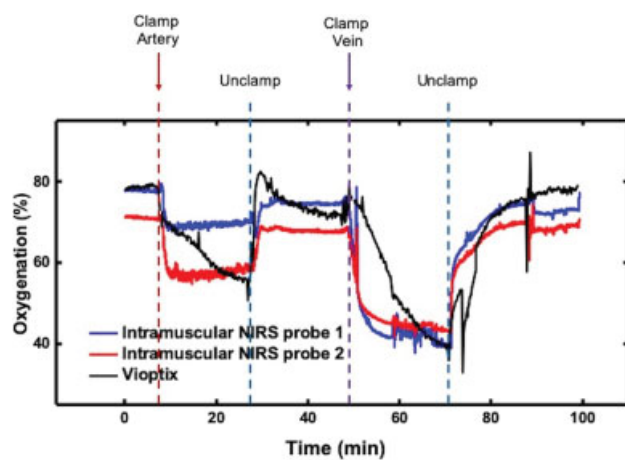 Clamp
Artery
Clamp
Vein
Unclamp
Unclamp
Oxygenation (%)
80
60
40
Intramuscular NIRS probe 1
Intramuscular NIRS probe 2
Vioptix
0 20 40 60 80 100
Time (min)